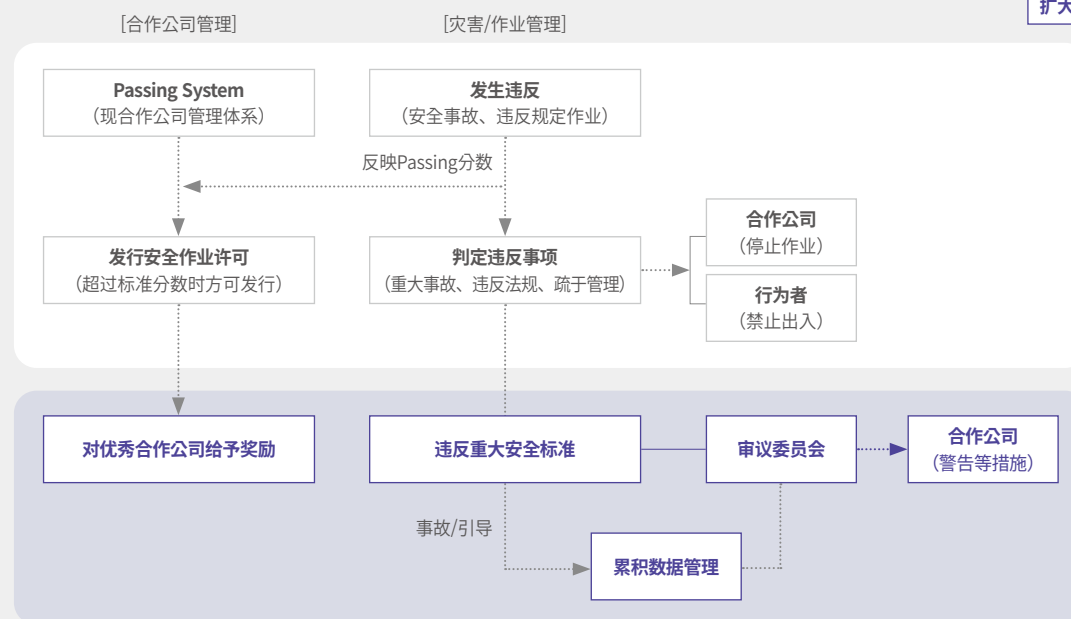 扩大
[合作公司管理]
[灾害/作业管理]
Passing System
（现合作公司管理体系）
发生违反
（安全事故、违反规定作业）
反映Passing分数
发行安全作业许可
（超过标准分数时方可发行）
判定违反事项
（重大事故、违反法规、疏于管理）
合作公司
（停止作业）
行为者
（禁止出入）
对优秀合作公司给予奖励
违反重大安全标准
审议委员会
合作公司
（警告等措施）
事故/引导
累积数据管理